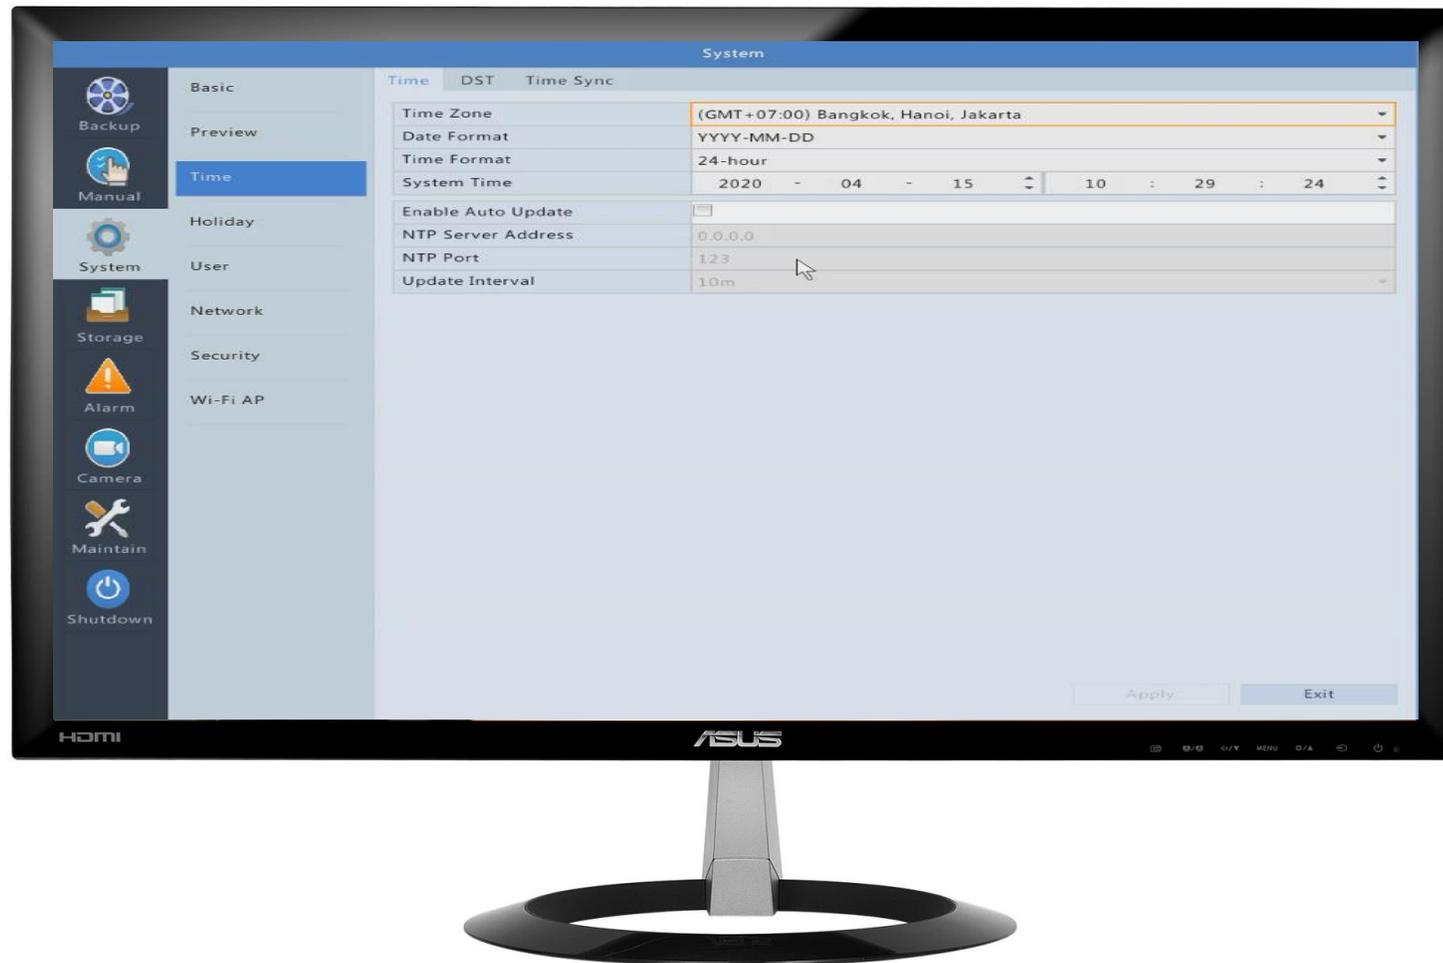 System
Backup
Manual
System
Storage
Alarm
Camera
Maintain
Shutdown
Basic
Preview
Time
Holiday
User
Network
Security
Wi-Fi AP
Time DST Time Sync
Time Zone (GMT+07:00) Bangkok, Hanoi, Jakarta
Date Format YYYY-MM-DD
Time Format 24-hour
System Time 2020 - 04 - 15 10 : 29 : 24
Enable Auto Update
NTP Server Address 0.0.0.0
NTP Port 123
Update Interval 10m
Apply Exit
HDMI ASUS MENU